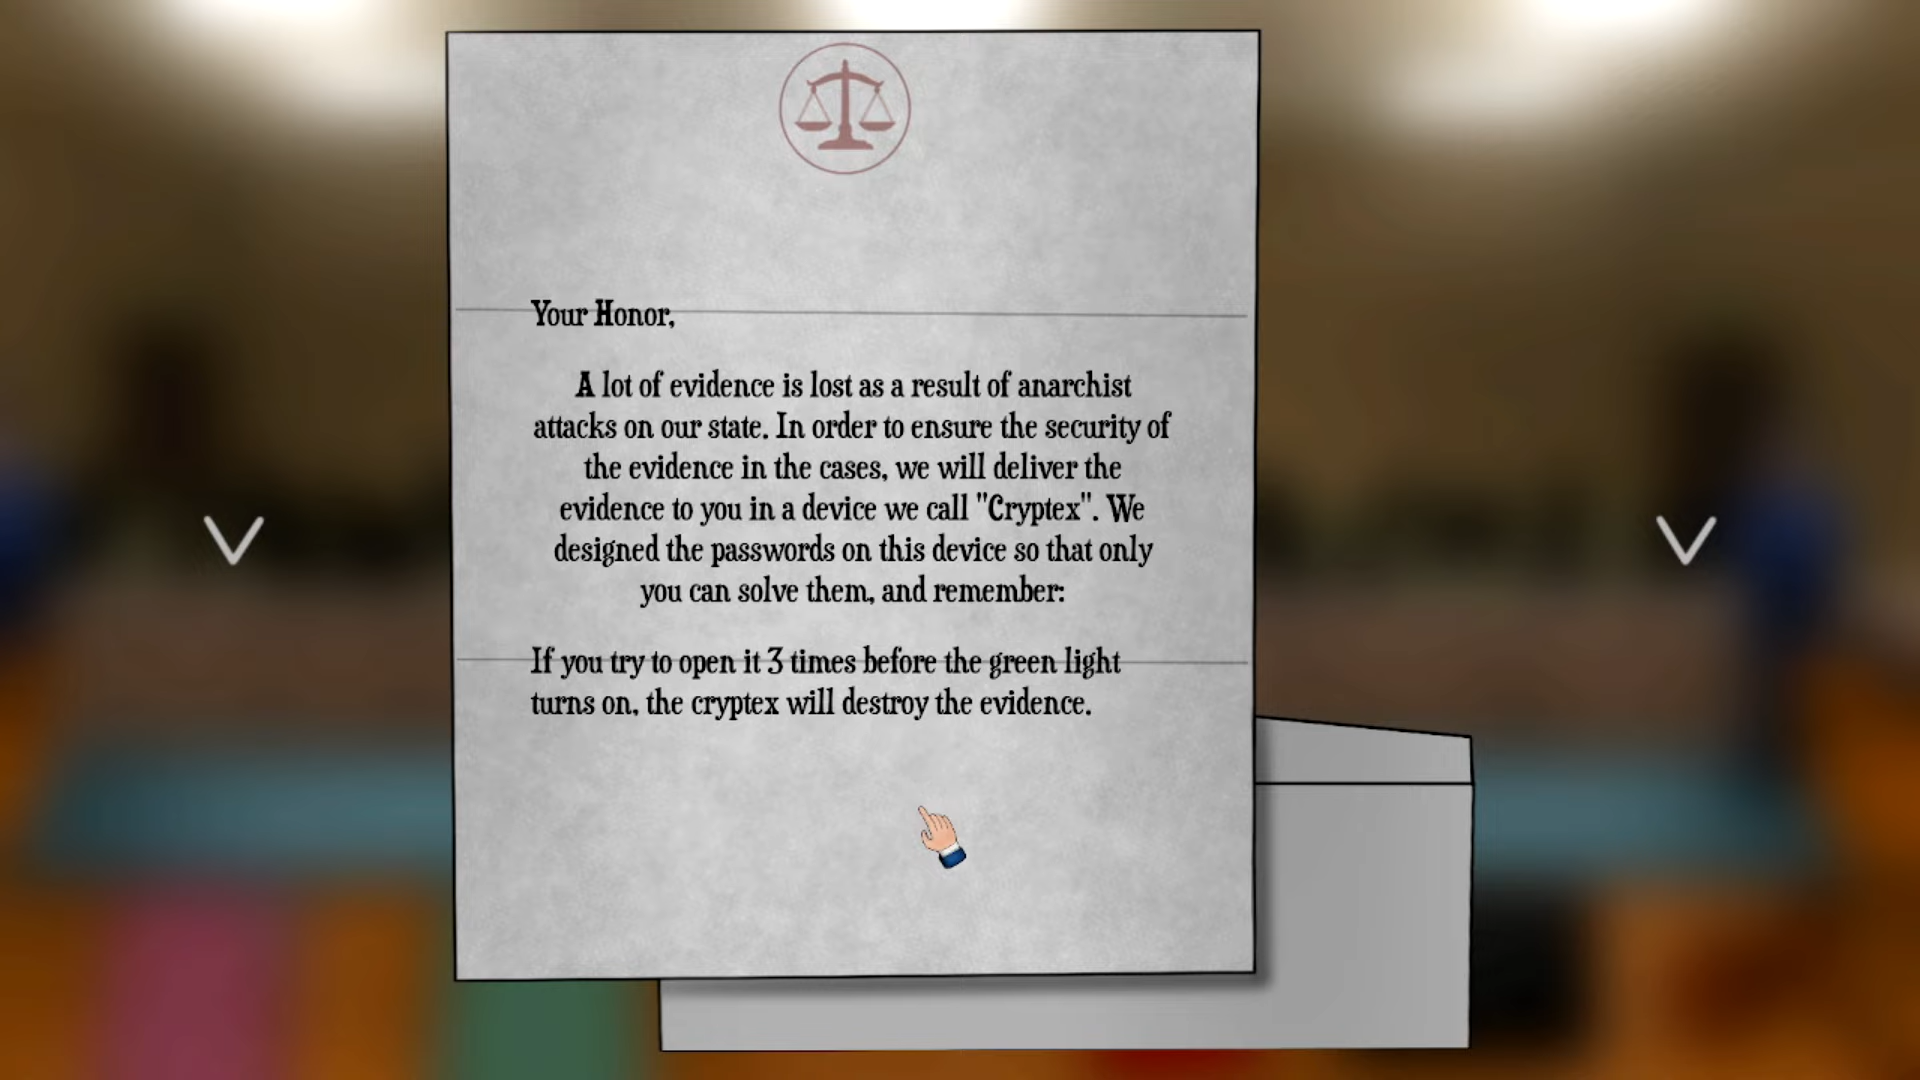 Your Honor,
A lot of evidence is lost as a result of anarchist
attacks on our state. In order to ensure the security of
the evidence in the cases, we will deliver the
evidence to you in a device we call "Cryptex". We
designed the passwords on this device so that only
you can solve them, and remember:
If you try to open it 3 times before the green light
turns on, the cryptex will destroy the evidence.